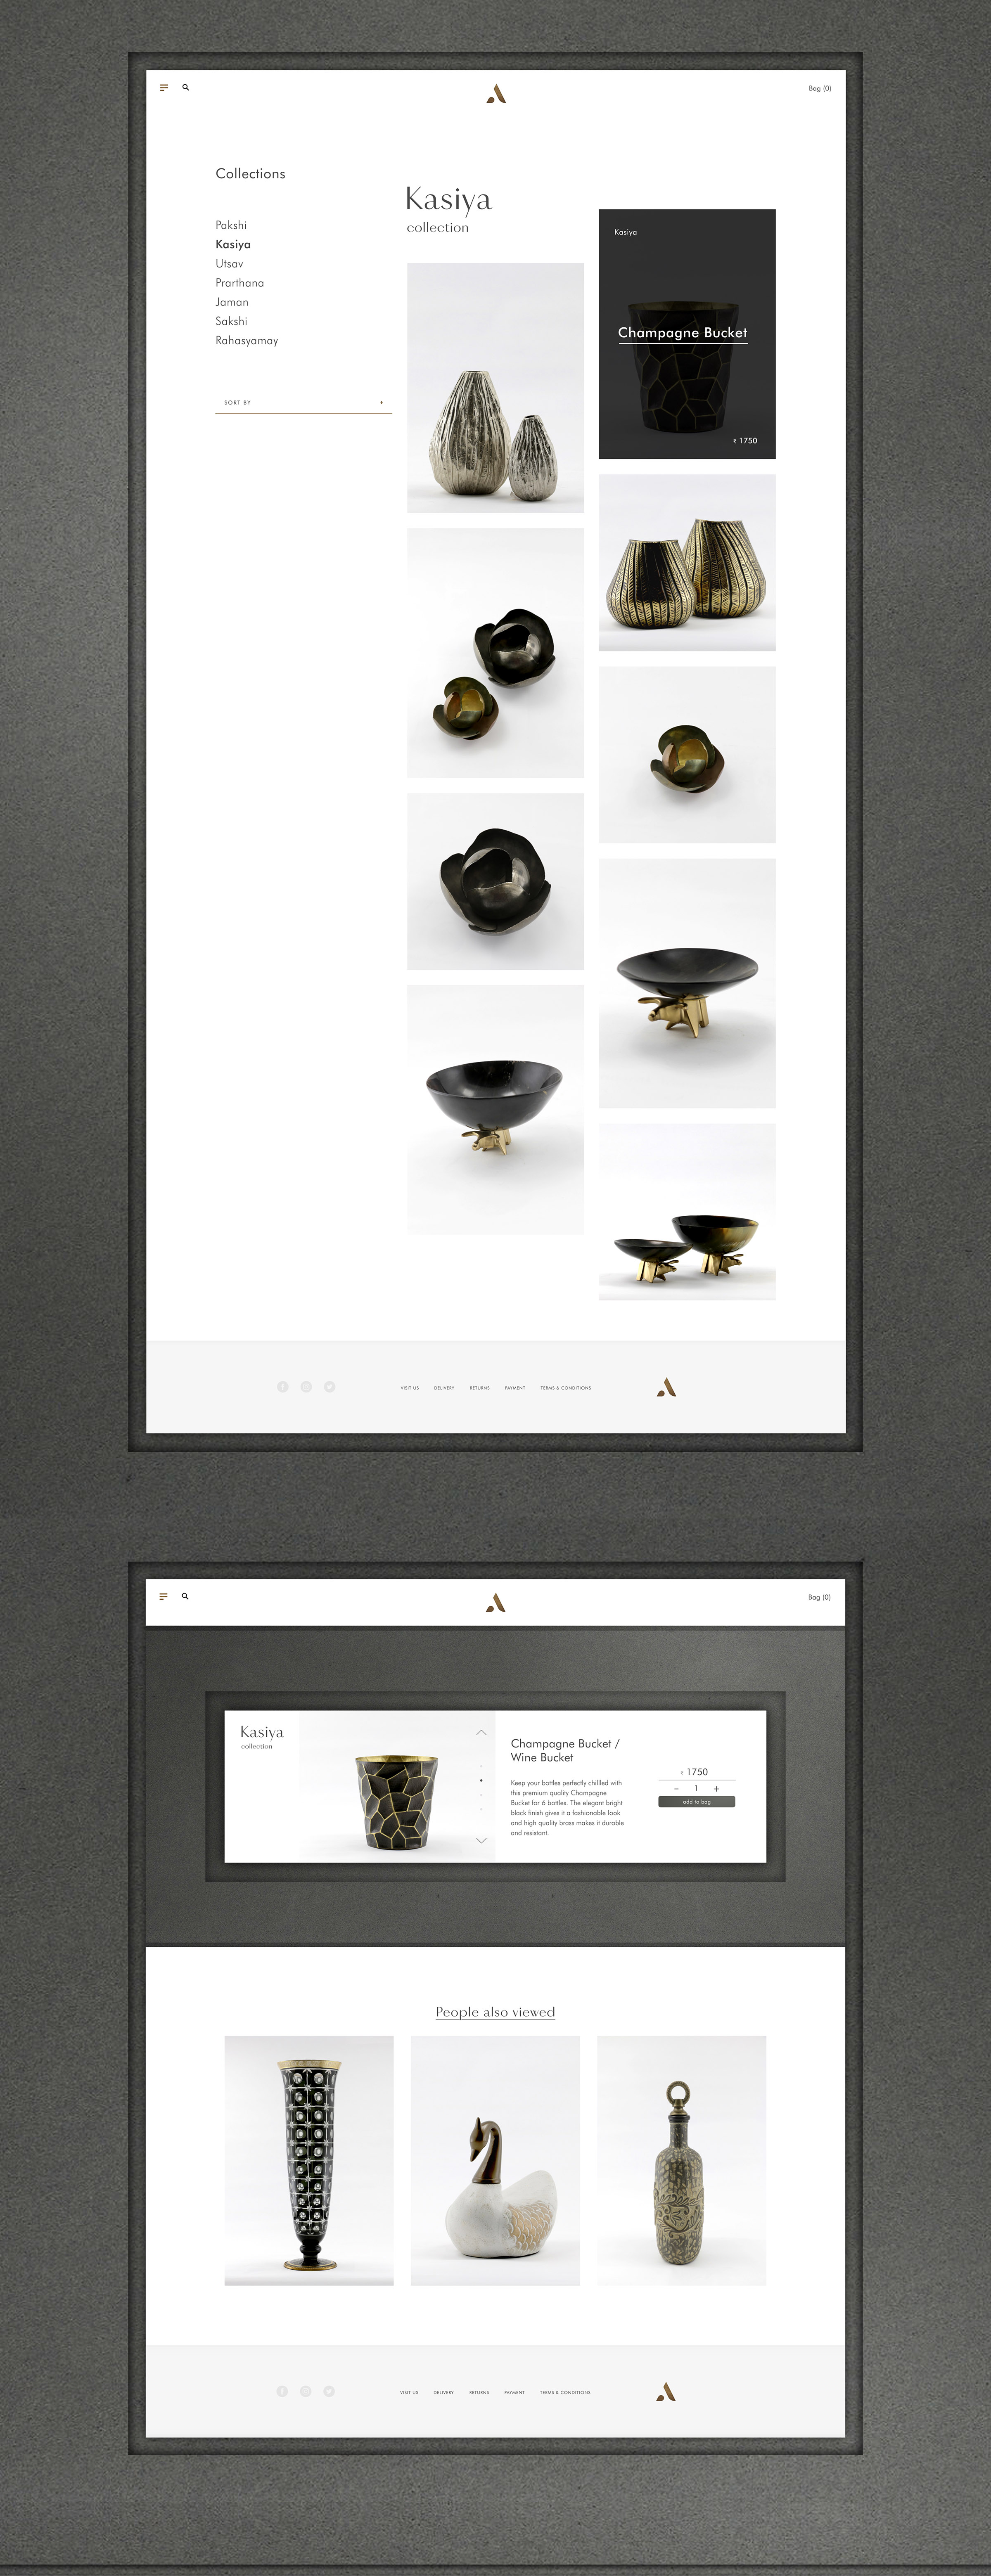 Bag (0)
Collections
Pakshi
Kasiya
Utsav
Prarthana
Jaman
Sakshi
Rahasyamay
SORT BY
Kasiya
collection
Kasiya
Champagne Bucket
₹ 1750
VISIT US
DELIVERY
RETURNS
PAYMENT
TERMS & CONDITIONS
Bag (0)
Kasiya
collection
Champagne Bucket /
Wine Bucket
Keep your bottles perfectly chillled with
this premium quality Champagne
Bucket for 6 bottles. The elegant bright
black finish gives it a fashionable look
and high quality brass makes it durable
and resistant.
₹ 1750
− 1 +
add to bag
People also viewed
VISIT US
DELIVERY
RETURNS
PAYMENT
TERMS & CONDITIONS